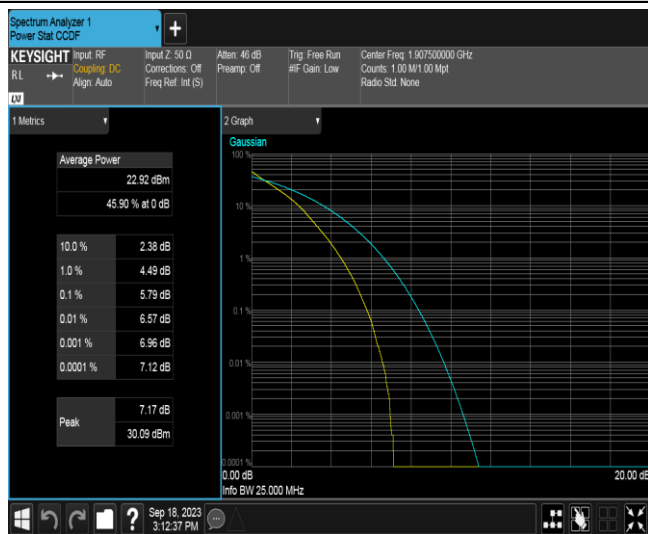 Spectrum Analyzer 1
Power Stat CCDF
+
KEYSIGHT
RL
LXI
Input: RF
Coupling: DC
Align: Auto
Input Z: 50 Ω
Corrections: Off
Freq Ref: Int (S)
Atten: 46 dB
Preamp: Off
Trig: Free Run
#IF Gain: Low
Center Freq: 1.907500000 GHz
Counts: 1.00 M/1.00 Mpt
Radio Std: None
1 Metrics
Average Power
22.92 dBm
45.90 % at 0 dB
10.0 % 2.38 dB
1.0 % 4.49 dB
0.1 % 5.79 dB
0.01 % 6.57 dB
0.001 % 6.96 dB
0.0001 % 7.12 dB
Peak 7.17 dB
30.09 dBm
2 Graph
Gaussian
100 %
10 %
1 %
0.1 %
0.01 %
0.001 %
0.0001 %
0.00 dB 20.00 dB
Info BW 25.000 MHz
? Sep 18, 2023
3:12:37 PM